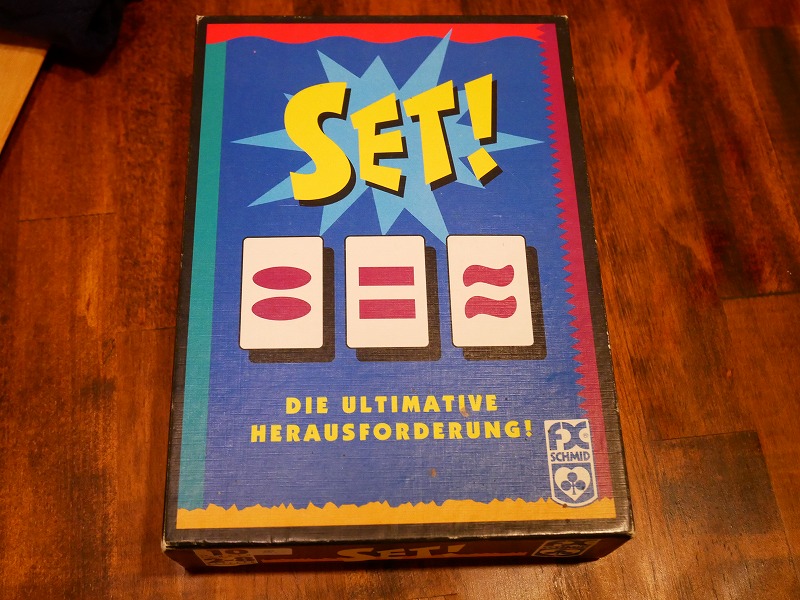 SET!
DIE ULTIMATIVE
HERAUSFORDERUNG!
FX
SCHMID
SET!